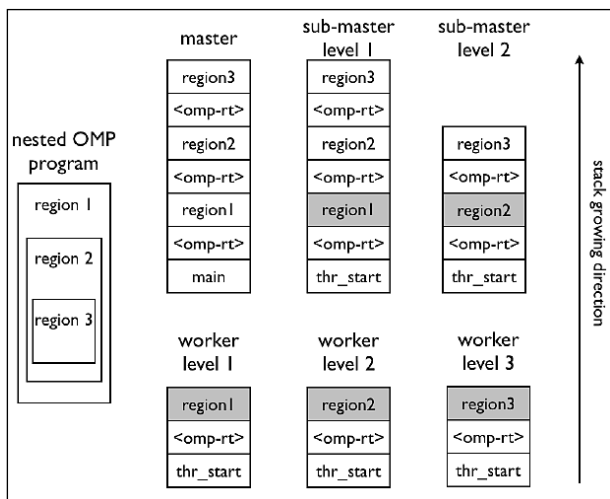 nested OMP
program
region 1
region 2
region 3
master
region3
<omp-rt>
region2
<omp-rt>
region1
<omp-rt>
main
sub-master
level 1
region3
<omp-rt>
region2
<omp-rt>
region1
<omp-rt>
thr_start
sub-master
level 2
region3
<omp-rt>
region2
<omp-rt>
thr_start
worker
level 1
region1
<omp-rt>
thr_start
worker
level 2
region2
<omp-rt>
thr_start
worker
level 3
region3
<omp-rt>
thr_start
stack growing direction